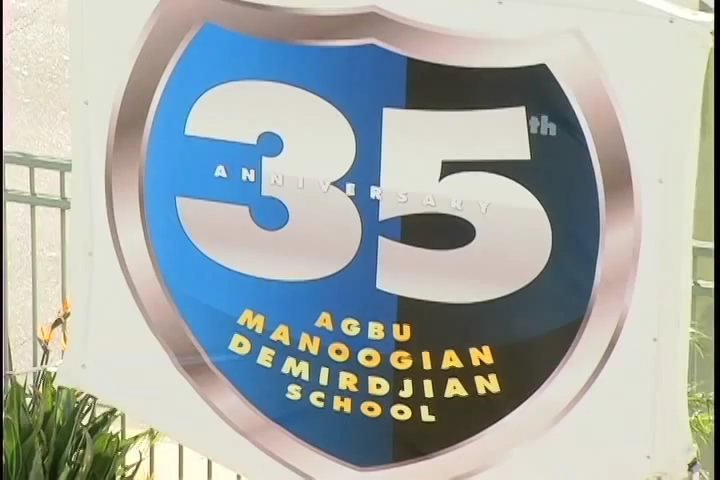 35th
ANNIVERSARY
AGBU
MANOOGIAN
DEMIRDJIAN
SCHOOL